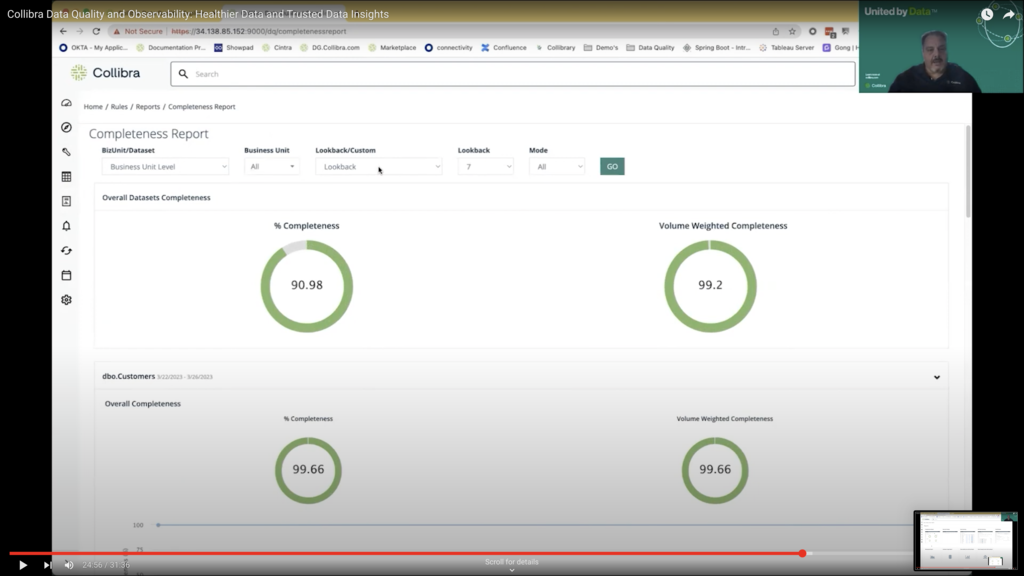 Collibra Data Quality and Observability: Healthier Data and Trusted Data Insights
United by Data
Not Secure https://34.138.85.152:9000/dq/completenessreport
OKTA - My Applic... Documentation Pr... Showpad Cintra DG.Collibra.com Marketplace connectivity Confluence Collibrary Demo's Data Quality Spring Boot - Intr... Tableau Server Gong | H
Collibra
Search
Collibra
Home / Rules / Reports / Completeness Report
Completeness Report
BizUnit/Dataset Business Unit Lookback/Custom Lookback Mode
Business Unit Level All Lookback 7 All GO
Overall Datasets Completeness
% Completeness Volume Weighted Completeness
90.98 99.2
dbo.Customers 3/22/2023 - 3/26/2023
Overall Completeness
% Completeness Volume Weighted Completeness
99.66 99.66
100
75
24:56 / 31:36
Scroll for details